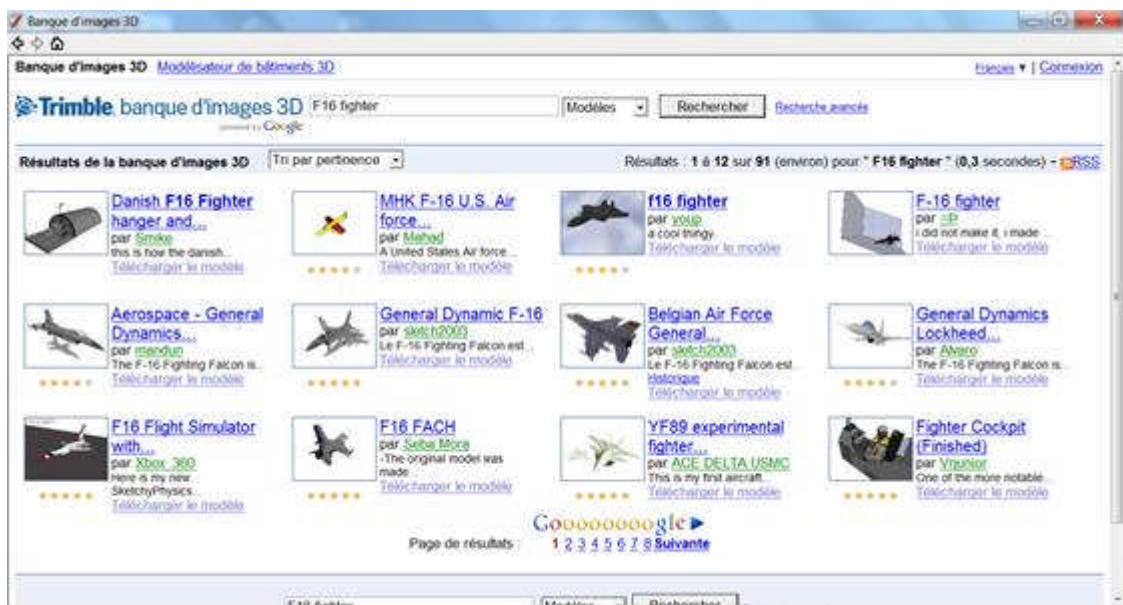 Banque d'images 3D
Banque d'images 3D Modélisateur de bâtiments 3D Français ▼ | Connexion
Trimble. banque d'images 3D F16 fighter Modèles Rechercher Recherche avancée
powered by Google
Résultats de la banque d'images 3D Tri par pertinence Résultats : 1 à 12 sur 91 (environ) pour " F16 fighter " (0,3 secondes) - RSS
Danish F16 Fighter hanger and...
par Smike
this is how the danish...
Télécharger le modèle
MHK F-16 U.S. Air force...
par Mahad
A United States Air force...
Télécharger le modèle
f16 fighter
par youp
a cool thingy.
Télécharger le modèle
F-16 fighter
par =D
i did not make it, i made ...
Télécharger le modèle
Aerospace - General Dynamics...
par mandun
The F-16 Fighting Falcon is...
Télécharger le modèle
General Dynamic F-16
par sketch2003
Le F-16 Fighting Falcon est...
Télécharger le modèle
Belgian Air Force General...
par sketch2003
Le F-16 Fighting Falcon est...
Historique
Télécharger le modèle
General Dynamics Lockheed...
par Alvaro
The F-16 Fighting Falcon is...
Télécharger le modèle
F16 Flight Simulator with...
par Xbox_360
Here is my new SketchyPhysics...
Télécharger le modèle
F16 FACH
par Seba Mora
-The original model was made
Télécharger le modèle
YF89 experimental fighter...
par ACE DELTA USMC
This is my first aircraft.
Télécharger le modèle
Fighter Cockpit (Finished)
par
One of the more notable...
Télécharger le modèle
Goooooooogle
Page de résultats : 1 2 3 4 5 6 7 8 Suivante
F16 fighter Modèles Rechercher